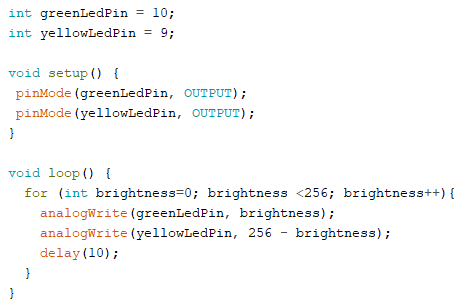 int greenLedPin = 10;
int yellowLedPin = 9;

void setup() {
 pinMode(greenLedPin, OUTPUT);
 pinMode(yellowLedPin, OUTPUT);
}

void loop() {
  for (int brightness=0; brightness <256; brightness++){
    analogWrite(greenLedPin, brightness);
    analogWrite(yellowLedPin, 256 - brightness);
    delay(10);
  }
}